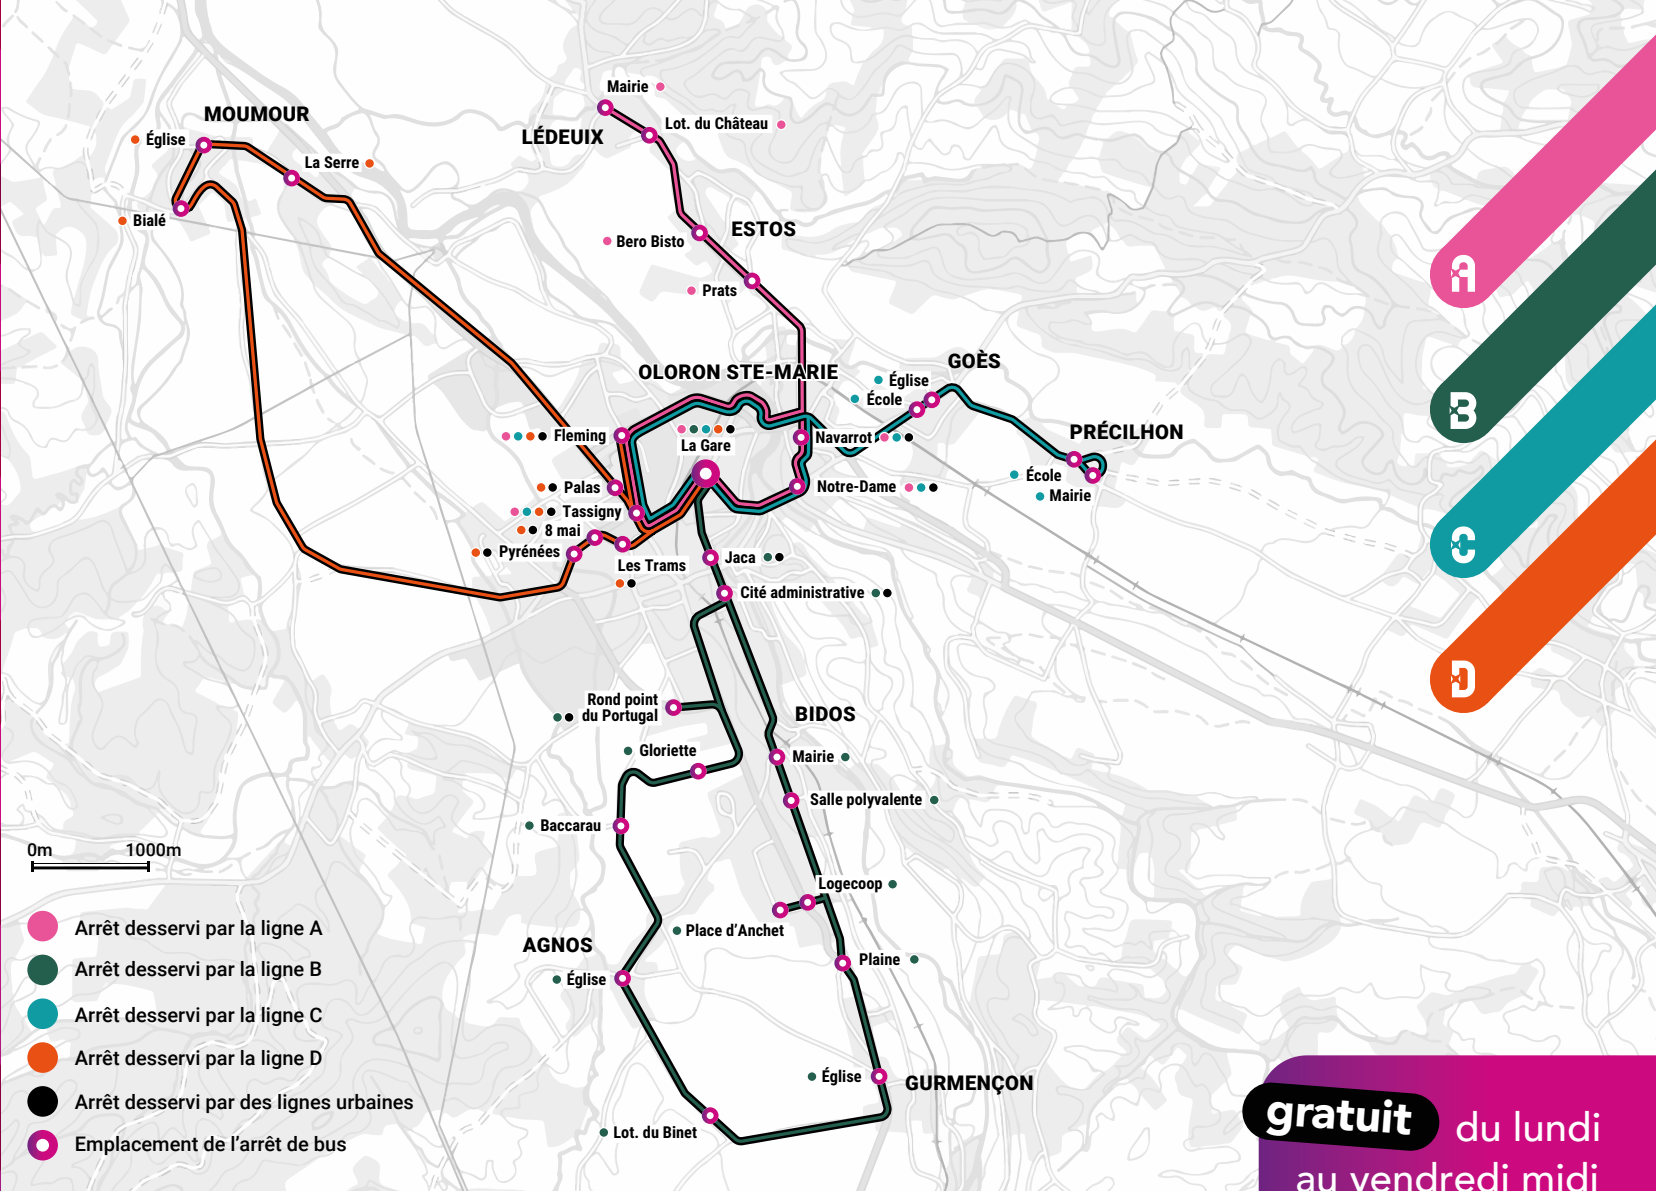 Mairie
Lot. du Château
LÉDEUIX
MOUMOUR
Église
La Serre
Bialé
ESTOS
Bero Bisto
Prats
A
OLORON STE-MARIE
GOÈS
Église
École
B
Fleming
La Gare
Navarrot
PRÉCILHON
École
Mairie
Palas
Notre-Dame
Tassigny
8 mai
Pyrénées
Les Trams
Jaca
C
Cité administrative
D
Rond point
du Portugal
BIDOS
Gloriette
Mairie
Salle polyvalente
Baccarau
0m 1000m
Logecoop
Place d'Anchet
AGNOS
Plaine
Église
Église
GURMENÇON
Lot. du Binet
Arrêt desservi par la ligne A
Arrêt desservi par la ligne B
Arrêt desservi par la ligne C
Arrêt desservi par la ligne D
Arrêt desservi par des lignes urbaines
Emplacement de l'arrêt de bus
gratuit du lundi
au vendredi midi